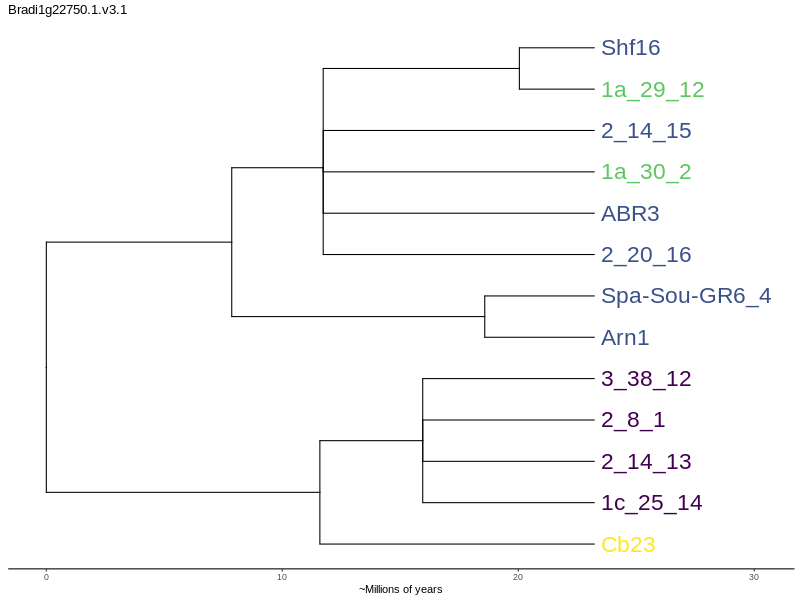 Bradi1g22750.1.v3.1
Shf16
1a_29_12
2_14_15
1a_30_2
ABR3
2_20_16
Spa-Sou-GR6_4
Arn1
3_38_12
2_8_1
2_14_13
1c_25_14
Cb23
0 10 20 30
~Millions of years